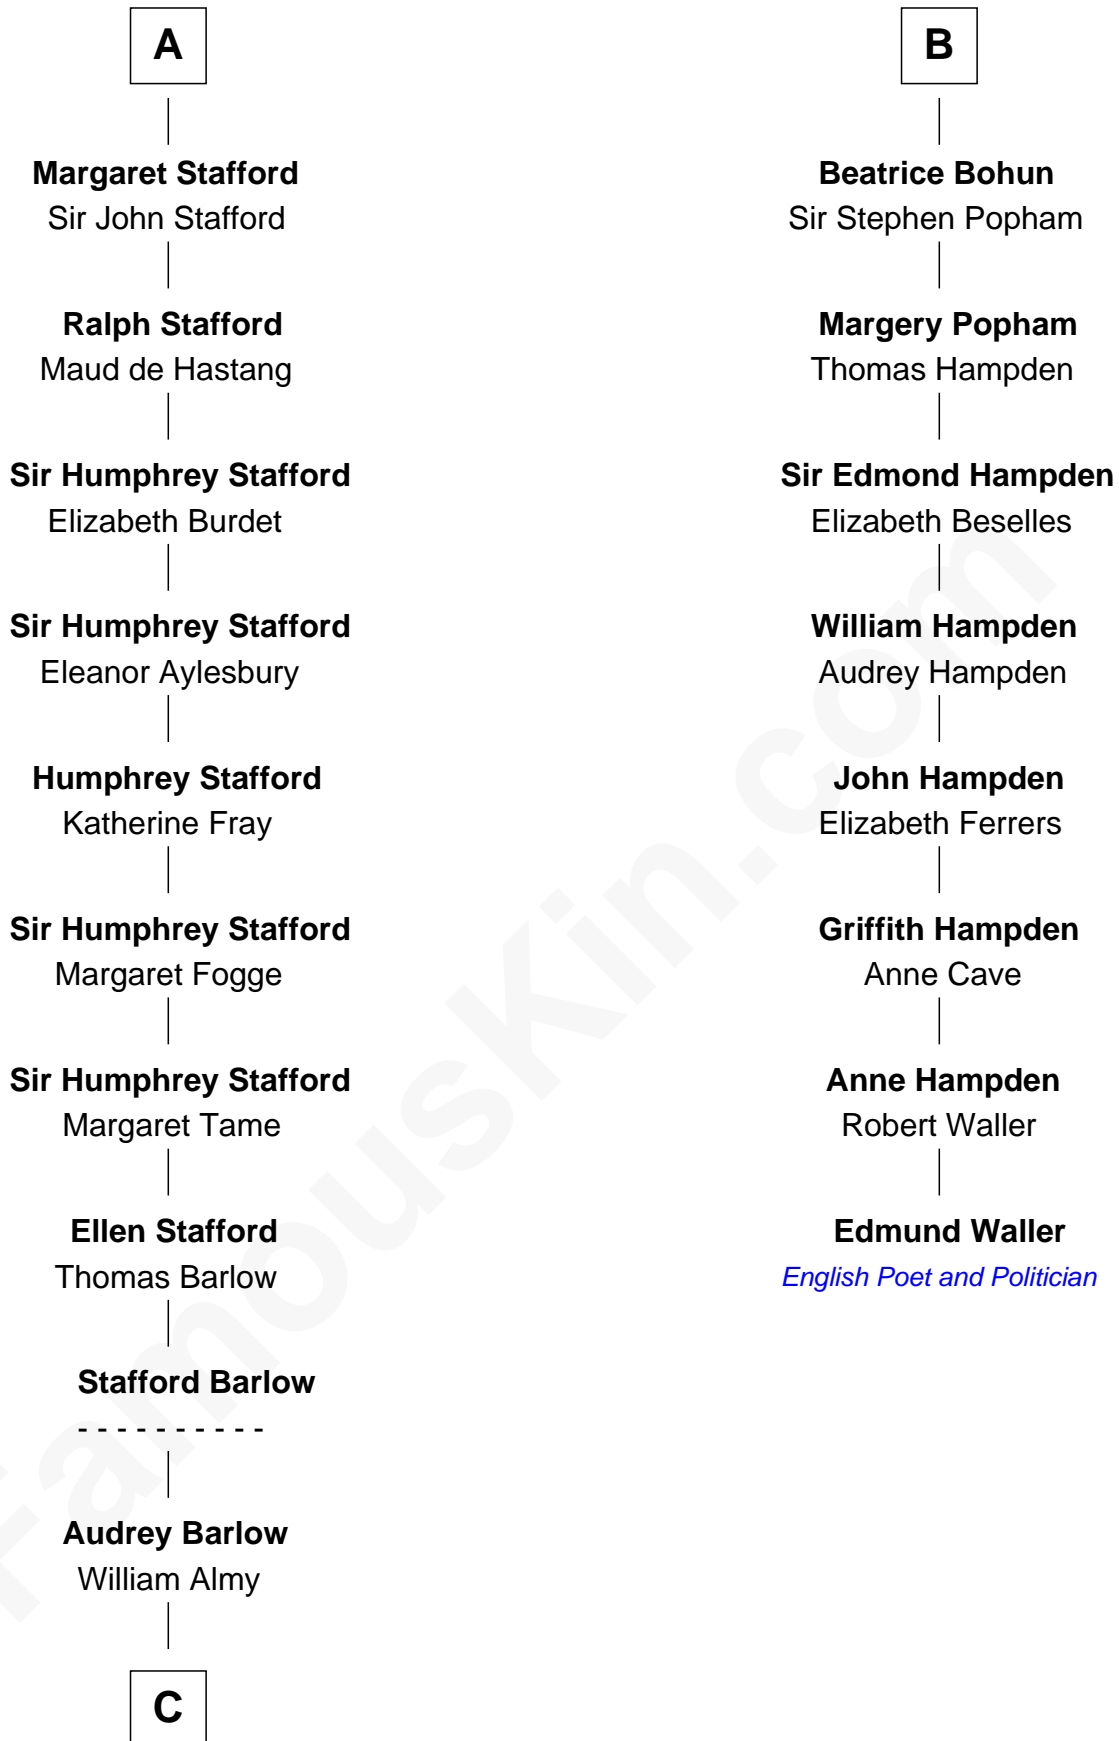 A
Margaret Stafford
Sir John Stafford
Ralph Stafford
Maud de Hastang
Sir Humphrey Stafford
Elizabeth Burdet
Sir Humphrey Stafford
Eleanor Aylesbury
Humphrey Stafford
Katherine Fray
Sir Humphrey Stafford
Margaret Fogge
Sir Humphrey Stafford
Margaret Tame
Ellen Stafford
Thomas Barlow
Stafford Barlow
- - - - - - - - - -
Audrey Barlow
William Almy
C
B
Beatrice Bohun
Sir Stephen Popham
Margery Popham
Thomas Hampden
Sir Edmond Hampden
Elizabeth Beselles
William Hampden
Audrey Hampden
John Hampden
Elizabeth Ferrers
Griffith Hampden
Anne Cave
Anne Hampden
Robert Waller
Edmund Waller
English Poet and Politician
FamousKin.com